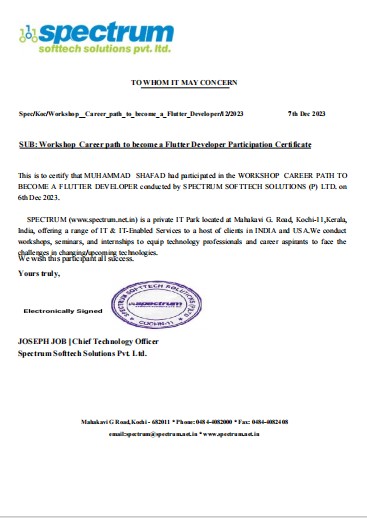 spectrum
softtech solutions pvt. ltd.
TO WHOM IT MAY CONCERN
Spec/Koc/Workshop__Career_path_to_become_a_Flutter_Developer/12/2023 7th Dec 2023
SUB: Workshop Career path to become a Flutter Developer Participation Certificate
This is to certify that MUHAMMAD SHAFAD had participated in the WORKSHOP CAREER PATH TO
BECOME A FLUTTER DEVELOPER conducted by SPECTRUM SOFTTECH SOLUTIONS (P) LTD. on
6th Dec 2023.
SPECTRUM (www.spectrum.net.in) is a private IT Park located at Mahakavi G. Road, Kochi-11,Kerala,
India, offering a range of IT & IT-Enabled Services to a host of clients in INDIA and USA.We conduct
workshops, seminars, and internships to equip technology professionals and career aspirants to face the
challenges in changing/upcoming technologies.
We wish this participant all success.
Yours truly,
SPECTRUM SOFTTECH SOLUTIONS (P) LTD
spectrum
COCHIN-11
Electronically Signed
JOSEPH JOB | Chief Technology Officer
Spectrum Softtech Solutions Pvt. Ltd.
Mahakavi G Road,Kochi - 682011 * Phone: 0484-4082000 * Fax: 0484-4082408
email:spectrum@spectrum.net.in * www.spectrum.net.in